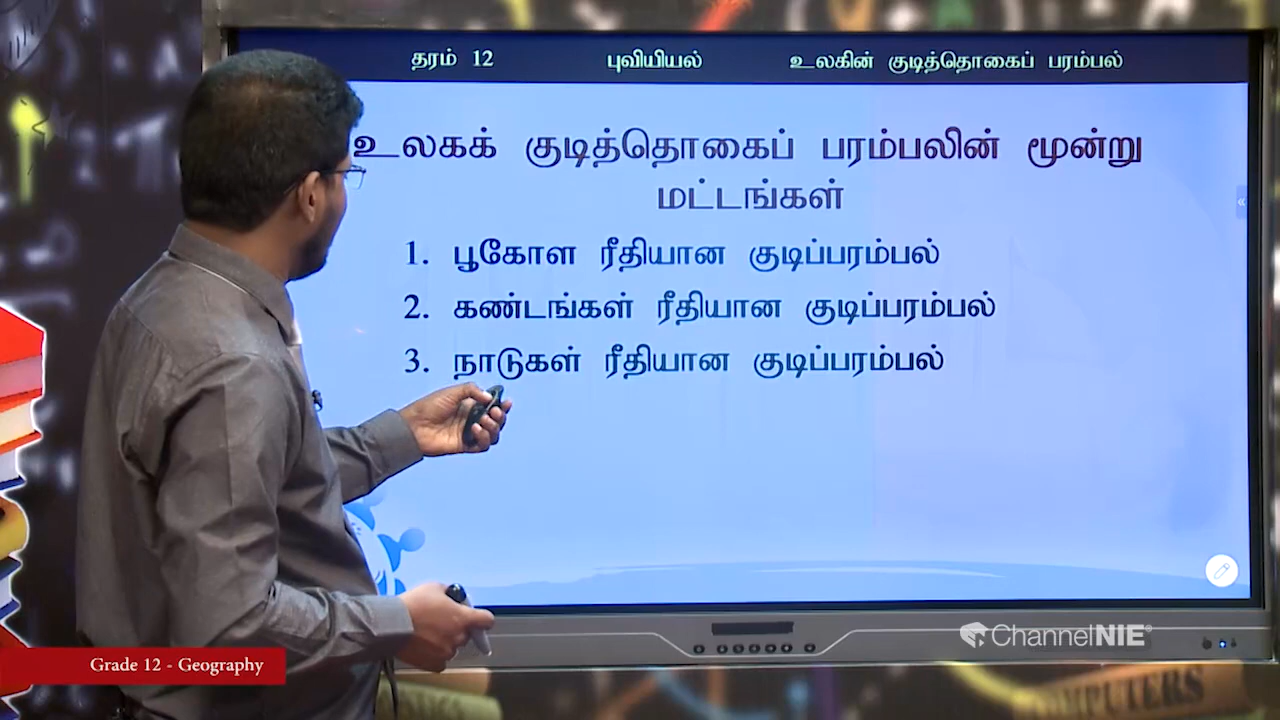 தரம் 12 புவியியல் உலகின் குடித்தொகைப் பரம்பல்
உலகக் குடித்தொகைப் பரம்பலின் மூன்று
மட்டங்கள்
1. பூகோள ரீதியான குடிப்பரம்பல்
2. கண்டங்கள் ரீதியான குடிப்பரம்பல்
3. நாடுகள் ரீதியான குடிப்பரம்பல்
ChannelNIE®
Grade 12 - Geography
COMPUTERS